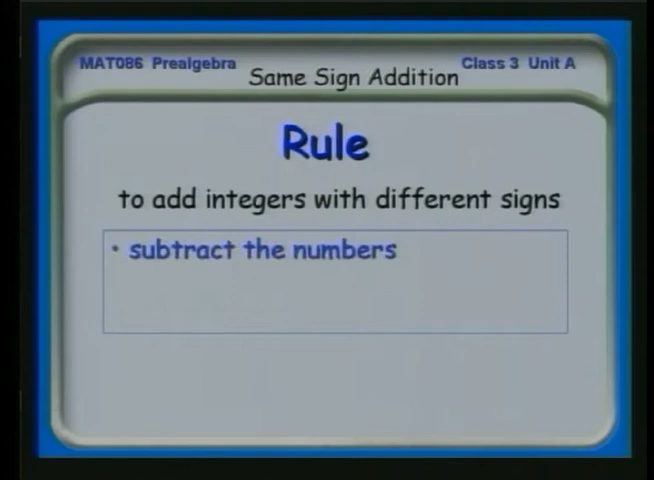 MAT086 Prealgebra
Same Sign Addition
Class 3 Unit A
Rule
to add integers with different signs
• subtract the numbers